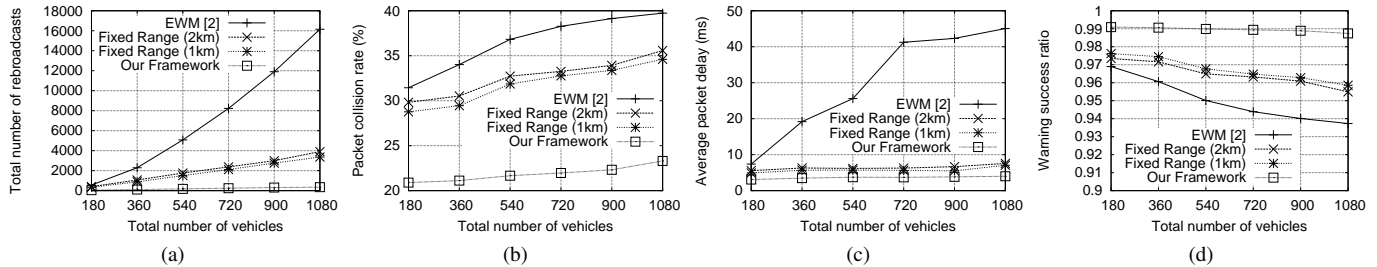 Total number of rebroadcasts
18000
16000
14000
12000
10000
8000
6000
4000
2000
0
EWM [2]
Fixed Range (2km)
Fixed Range (1km)
Our Framework
180 360 540 720 900 1080
Total number of vehicles
(a)
Packet collision rate (%)
40
35
30
25
20
EWM [2]
Fixed Range (2km)
Fixed Range (1km)
Our Framework
180 360 540 720 900 1080
Total number of vehicles
(b)
Average packet delay (ms)
50
40
30
20
10
0
EWM [2]
Fixed Range (2km)
Fixed Range (1km)
Our Framework
180 360 540 720 900 1080
Total number of vehicles
(c)
Warning success ratio
1
0.99
0.98
0.97
0.96
0.95
0.94
0.93
0.92
0.9
EWM [2]
Fixed Range (2km)
Fixed Range (1km)
Our Framework
180 360 540 720 900 1080
Total number of vehicles
(d)